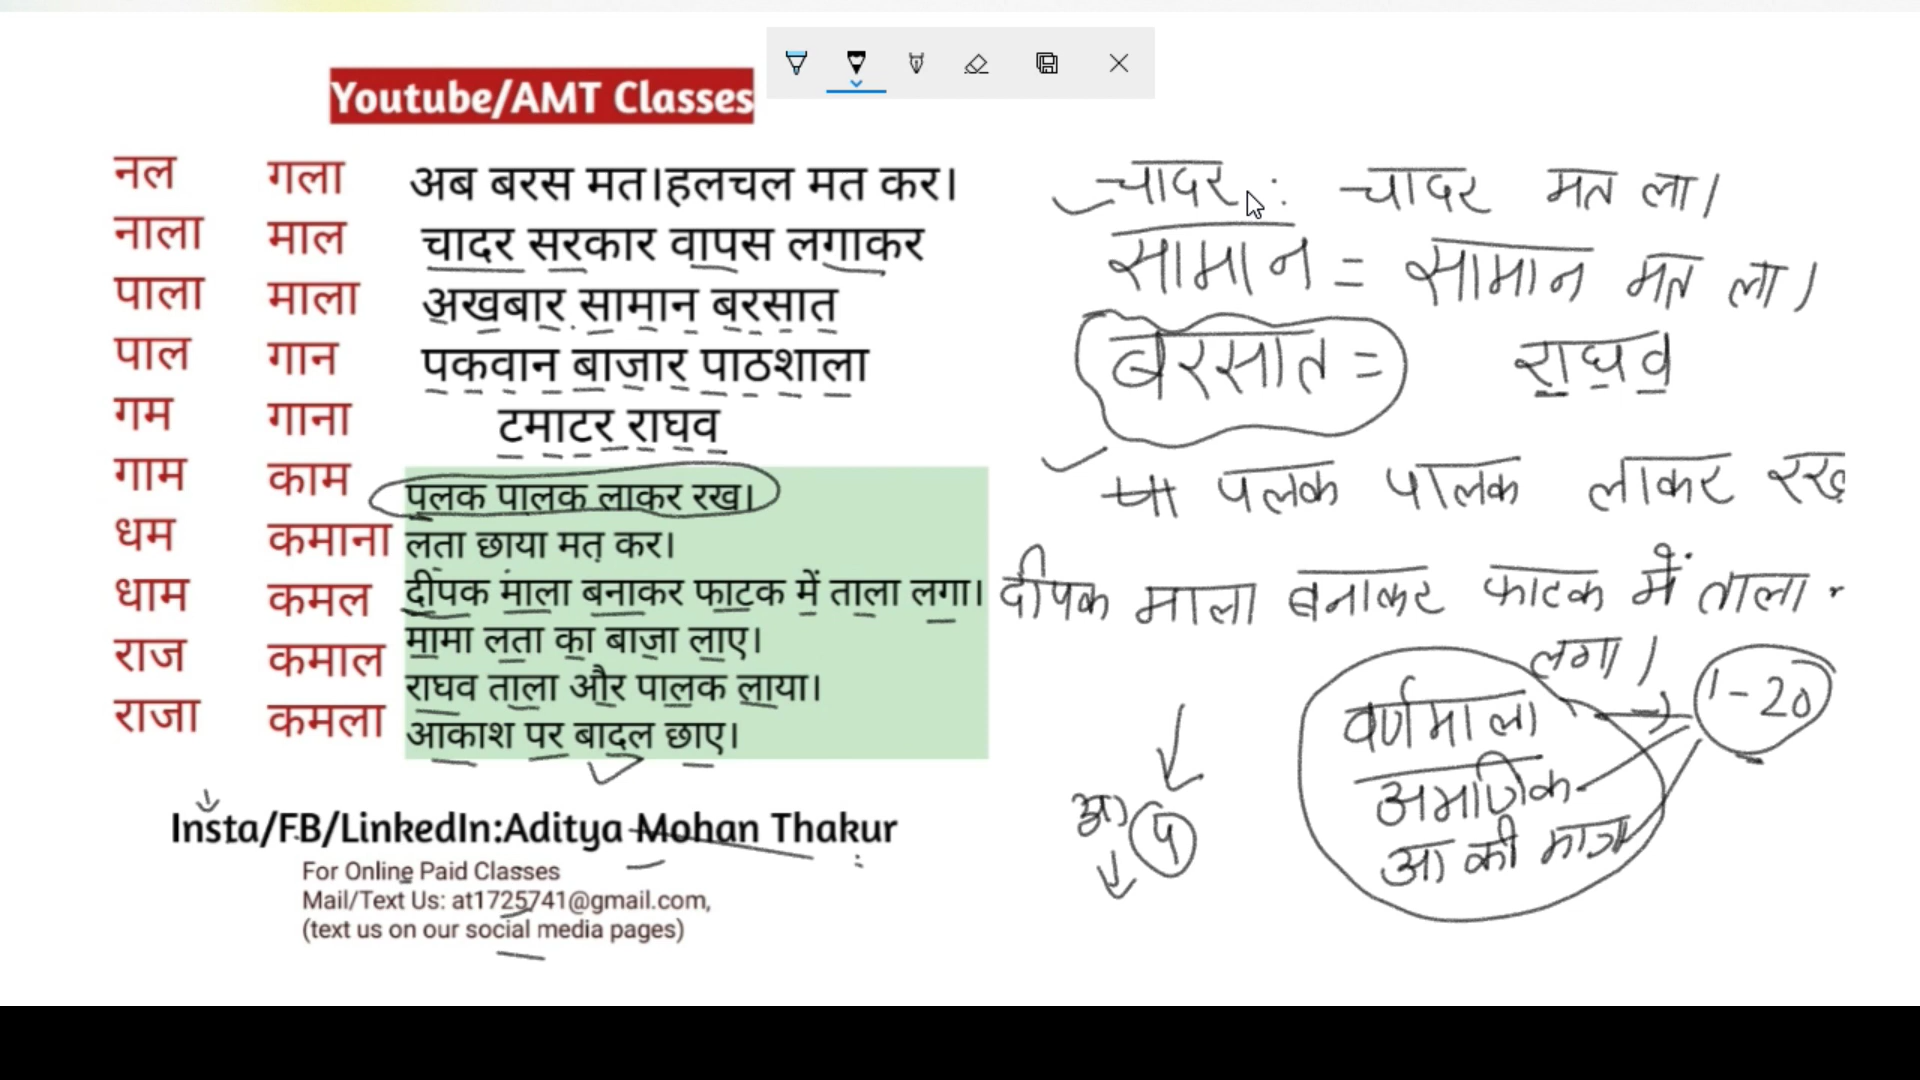 Youtube/AMT Classes
नल
नाला
पाला
पाल
गम
गाम
धम
धाम
राज
राजा
गला
माल
माला
गान
गाना
काम
कमाना
कमल
कमाल
कमला
अब बरस मत।हलचल मत कर।
चादर सरकार वापस लगाकर
अखबार सामान बरसात
पकवान बाजार पाठशाला
टमाटर राघव
पलक पालक लाकर रख।
लता छाया मत कर।
दीपक माला बनाकर फाटक में ताला लगा।
मामा लता का बाजा लाए।
राघव ताला और पालक लाया।
आकाश पर बादल छाए।
Insta/FB/LinkedIn:Aditya Mohan Thakur
For Online Paid Classes
Mail/Text Us: at1725741@gmail.com,
(text us on our social media pages)
चादर : चादर मत ला।
सामान = सामान मत ला।
बरसात = राघव
पलक पालक लाकर रख
दीपक माला बनाकर फाटक में ताला
लगा।
वर्णमाला
अमात्रिक
आ की मात्रा
1-20
आ